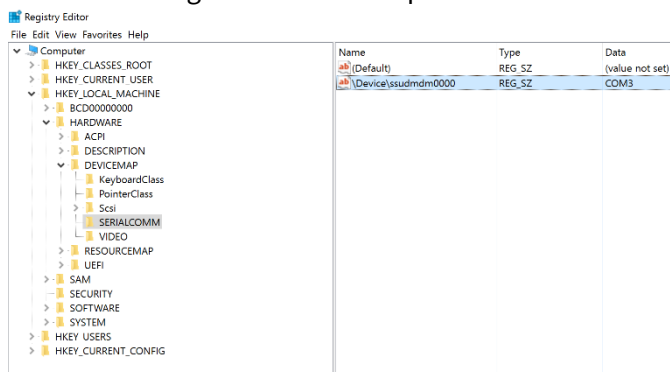 Registry Editor
File Edit View Favorites Help
Computer
HKEY_CLASSES_ROOT
HKEY_CURRENT_USER
HKEY_LOCAL_MACHINE
BCD00000000
HARDWARE
ACPI
DESCRIPTION
DEVICEMAP
KeyboardClass
PointerClass
Scsi
SERIALCOMM
VIDEO
RESOURCEMAP
UEFI
SAM
SECURITY
SOFTWARE
SYSTEM
HKEY_USERS
HKEY_CURRENT_CONFIG
Name Type Data
ab (Default) REG_SZ (value not set)
ab \Device\ssudmdm0000 REG_SZ COM3